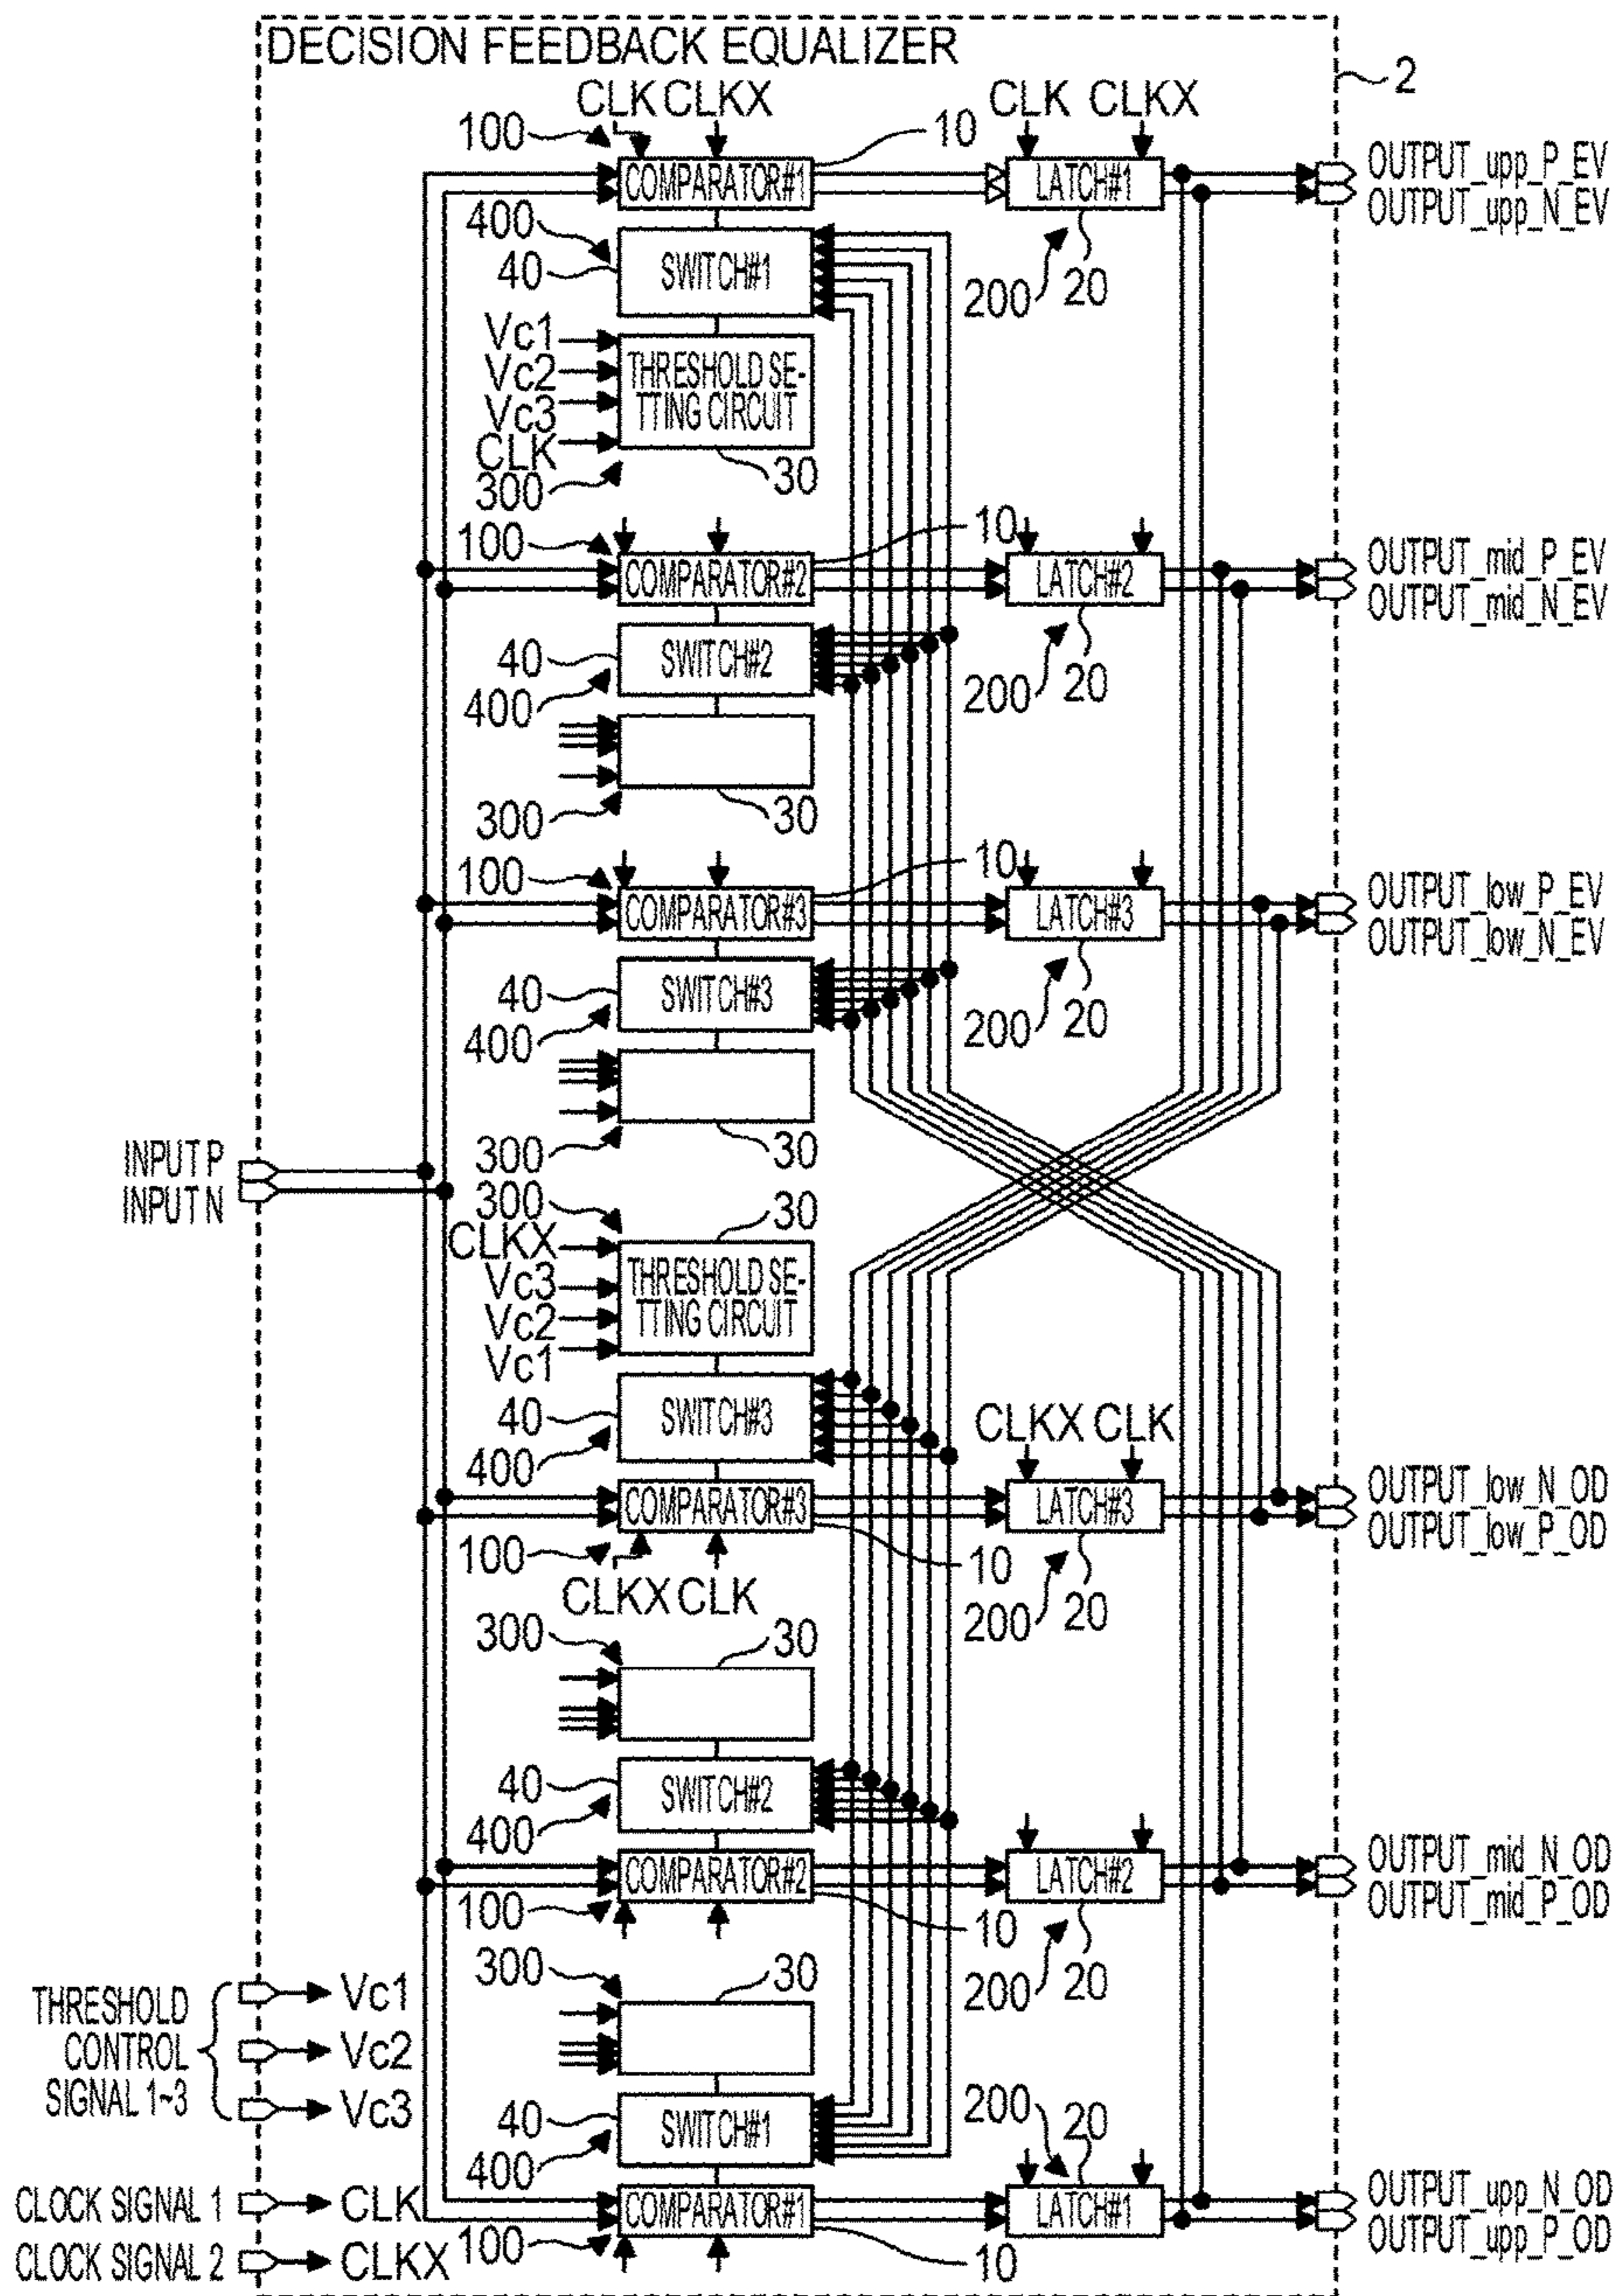 DECISION FEEDBACK EQUALIZER
2
CLK CLKX
CLK CLKX
100
10
COMPARATOR#1
LATCH#1
OUTPUT_upp_P_EV
OUTPUT_upp_N_EV
400
40
SWITCH#1
200
20
Vc1
Vc2
Vc3
CLK
THRESHOLD SE-
TTING CIRCUIT
300
30
100
10
COMPARATOR#2
LATCH#2
OUTPUT_mid_P_EV
OUTPUT_mid_N_EV
40
400
SWITCH#2
200
20
300
30
100
10
COMPARATOR#3
LATCH#3
OUTPUT_low_P_EV
OUTPUT_low_N_EV
40
400
SWITCH#3
200
20
300
30
INPUT P
INPUT N
300
30
CLKX
Vc3
Vc2
Vc1
THRESHOLD SE-
TTING CIRCUIT
40
400
SWITCH#3
CLKX CLK
COMPARATOR#3
LATCH#3
OUTPUT_low_N_OD
OUTPUT_low_P_OD
100
10
CLKX CLK
200
20
300
30
40
400
SWITCH#2
COMPARATOR#2
LATCH#2
OUTPUT_mid_N_OD
OUTPUT_mid_P_OD
100
10
200
20
300
30
THRESHOLD
CONTROL
SIGNAL 1~3
Vc1
Vc2
Vc3
40
400
SWITCH#1
200
20
CLOCK SIGNAL 1
CLK
COMPARATOR#1
LATCH#1
OUTPUT_upp_N_OD
OUTPUT_upp_P_OD
100
10
CLOCK SIGNAL 2
CLKX